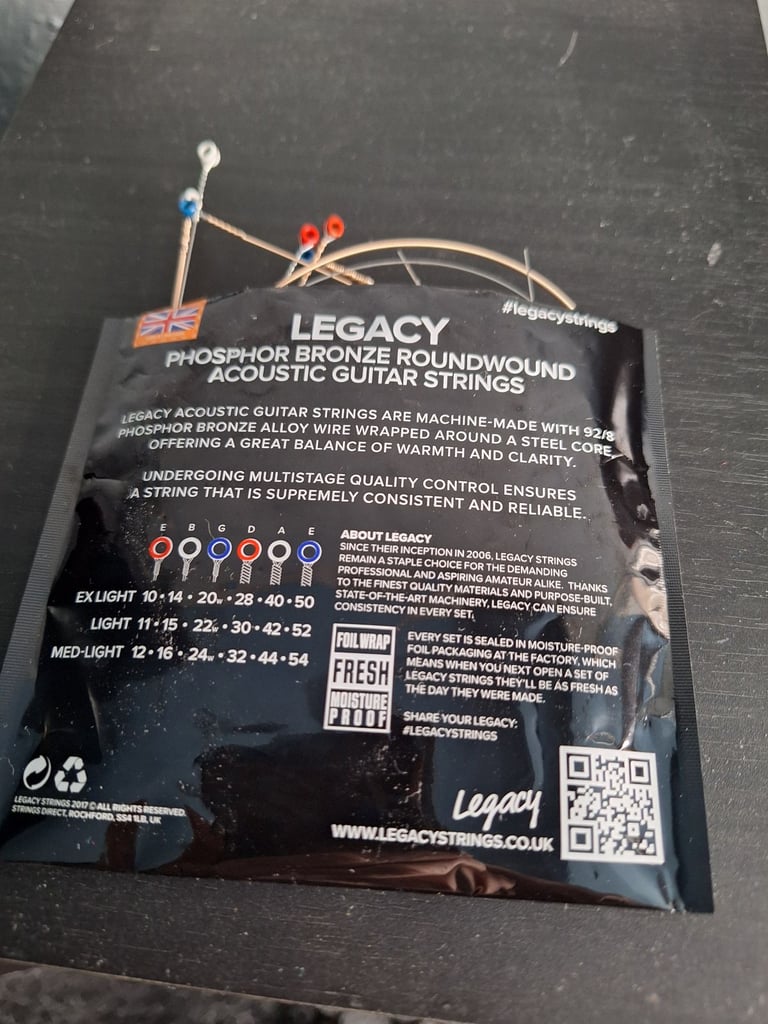 #legacystrings
LEGACY
PHOSPHOR BRONZE ROUNDWOUND
ACOUSTIC GUITAR STRINGS
LEGACY ACOUSTIC GUITAR STRINGS ARE MACHINE-MADE WITH 92/8
PHOSPHOR BRONZE ALLOY WIRE WRAPPED AROUND A STEEL CORE
OFFERING A GREAT BALANCE OF WARMTH AND CLARITY.
UNDERGOING MULTISTAGE QUALITY CONTROL ENSURES
A STRING THAT IS SUPREMELY CONSISTENT AND RELIABLE.
E B G D A E
EX LIGHT 10 • 14 • 20w • 28 • 40 • 50
LIGHT 11 • 15 • 22w • 30 • 42 • 52
MED-LIGHT 12 • 16 • 24w • 32 • 44 • 54
ABOUT LEGACY
SINCE THEIR INCEPTION IN 2006, LEGACY STRINGS
REMAIN A STAPLE CHOICE FOR THE DEMANDING
PROFESSIONAL AND ASPIRING AMATEUR ALIKE. THANKS
TO THE FINEST QUALITY MATERIALS AND PURPOSE-BUILT,
STATE-OF-THE-ART MACHINERY, LEGACY CAN ENSURE
CONSISTENCY IN EVERY SET.
FOIL WRAP
FRESH
MOISTURE
PROOF
EVERY SET IS SEALED IN MOISTURE-PROOF
FOIL PACKAGING AT THE FACTORY, WHICH
MEANS WHEN YOU NEXT OPEN A SET OF
LEGACY STRINGS THEY'LL BE AS FRESH AS
THE DAY THEY WERE MADE.
SHARE YOUR LEGACY:
#LEGACYSTRINGS
LEGACY STRINGS 2017 © ALL RIGHTS RESERVED.
STRINGS DIRECT, ROCHFORD, SS4 1LB, UK
Legacy
WWW.LEGACYSTRINGS.CO.UK